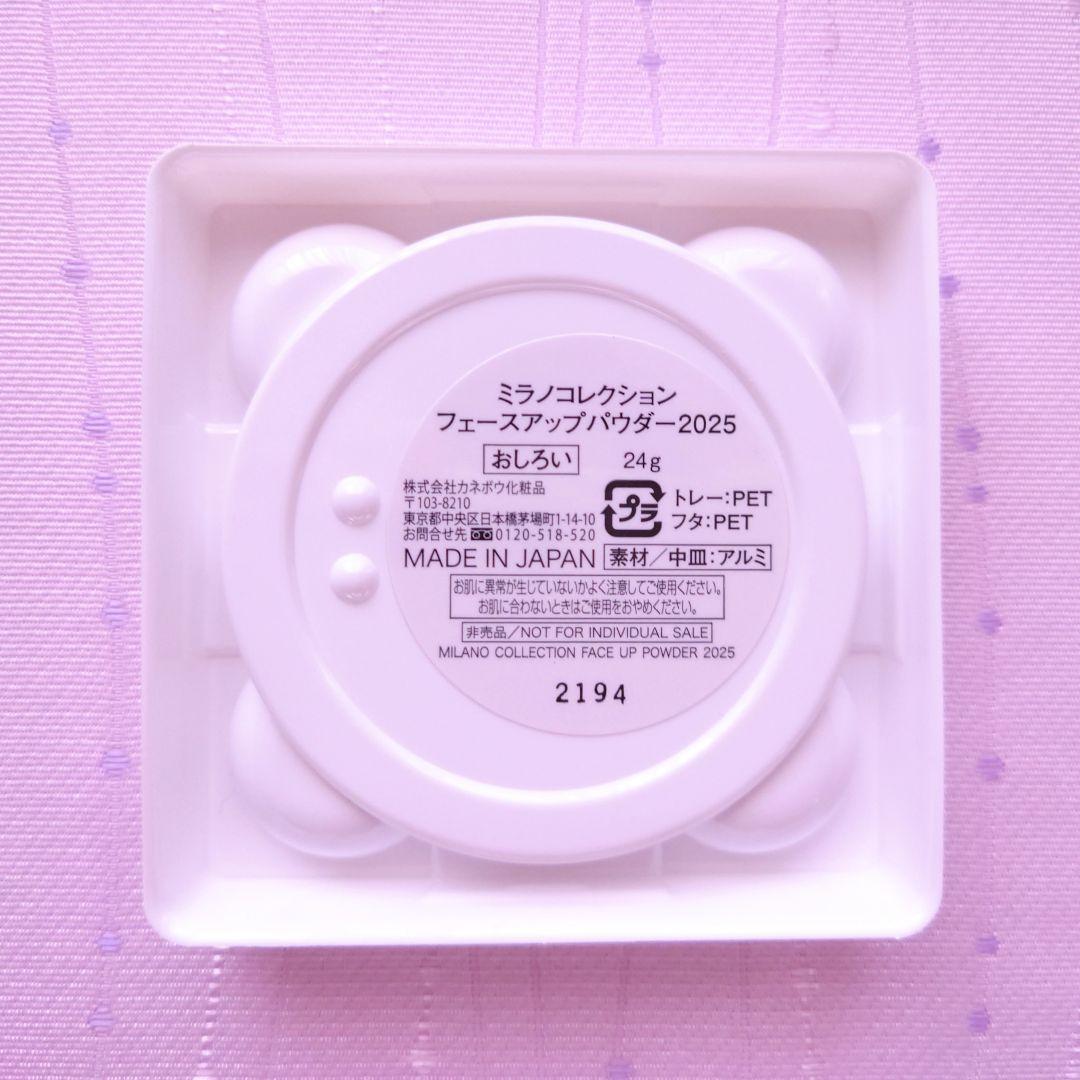 ミラノコレクション
フェースアップパウダー2025
おしろい 24g
株式会社カネボウ化粧品
〒103-8210
東京都中央区日本橋茅場町1-14-10
お問合せ先 0120-518-520
プラ トレー:PET
フタ:PET
MADE IN JAPAN 素材/中皿:アルミ
お肌に異常が生じていないかよく注意してご使用ください。
お肌に合わないときはご使用をおやめください。
非売品/NOT FOR INDIVIDUAL SALE
MILANO COLLECTION FACE UP POWDER 2025
2194